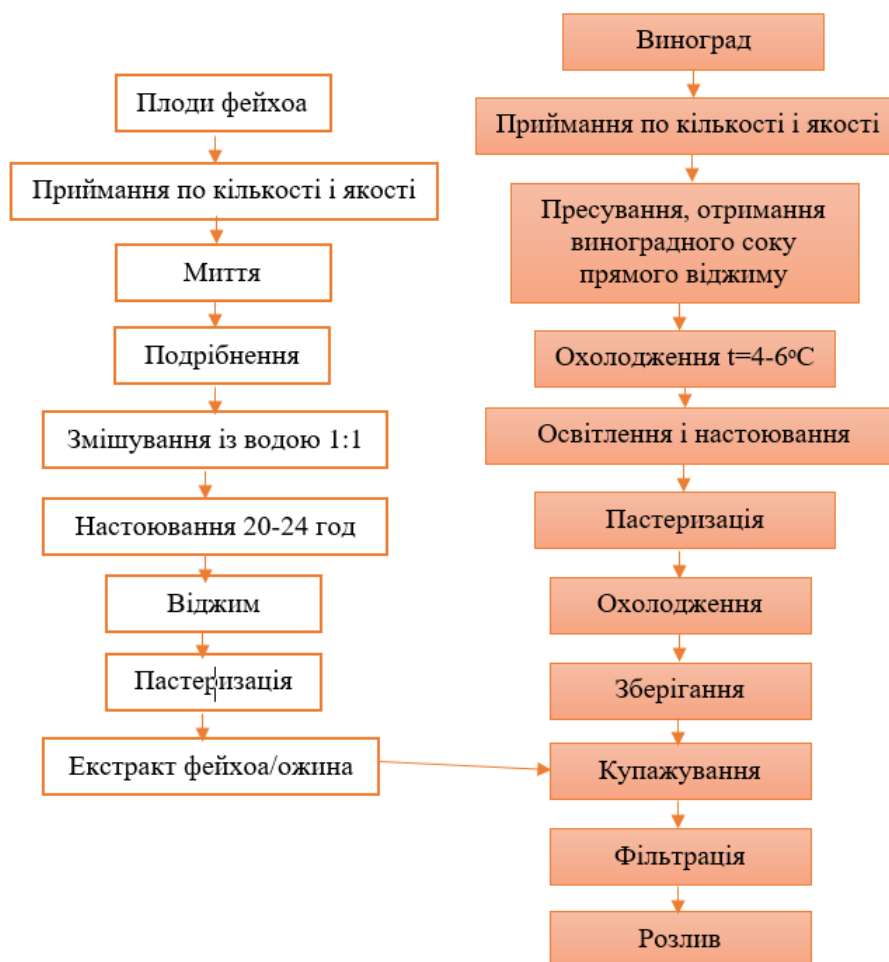 Плоди фейхоа
Приймання по кількості і якості
Миття
Подрібнення
Змішування із водою 1:1
Настоювання 20-24 год
Віджим
Пастеризація
Екстракт фейхоа/ожина
Виноград
Приймання по кількості і якості
Пресування, отримання
виноградного соку
прямого віджиму
Охолодження t=4-6°С
Освітлення і настоювання
Пастеризація
Охолодження
Зберігання
Купажування
Фільтрація
Розлив